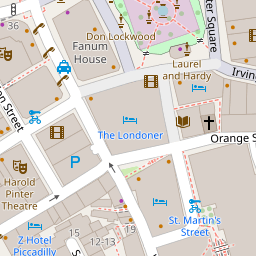 36
Don Lockwood
Fanum
House
ter Square
Laurel
and Hardy
Irvin
on Street
The Londoner
Orange S
P
Harold
Pinter
Theatre
St. Martin's
Street
Z Hotel
Piccadilly
15
12-13
19
S